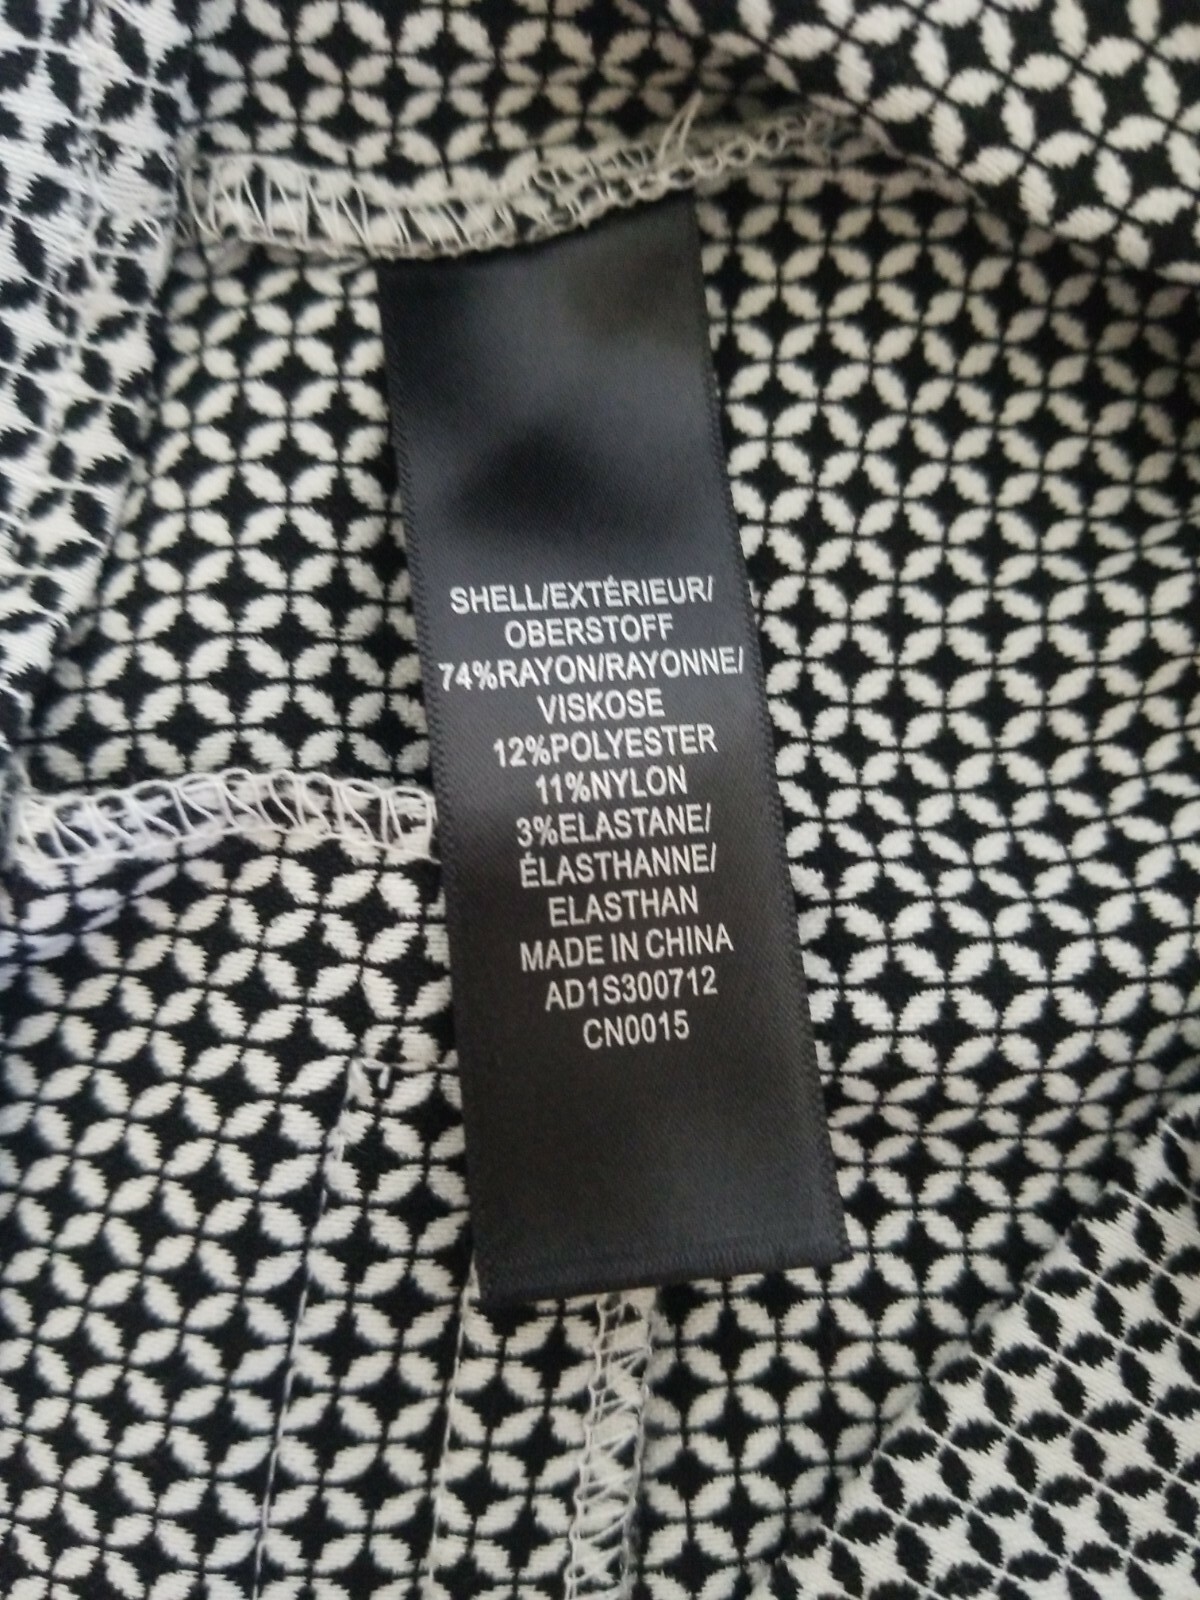 SHELL/EXTÉRIEUR/
OBERSTOFF
74%RAYON/RAYONNE/
VISKOSE
12%POLYESTER
11%NYLON
3%ELASTANE/
ÉLASTHANNE/
ELASTHAN
MADE IN CHINA
AD1S300712
CN0015